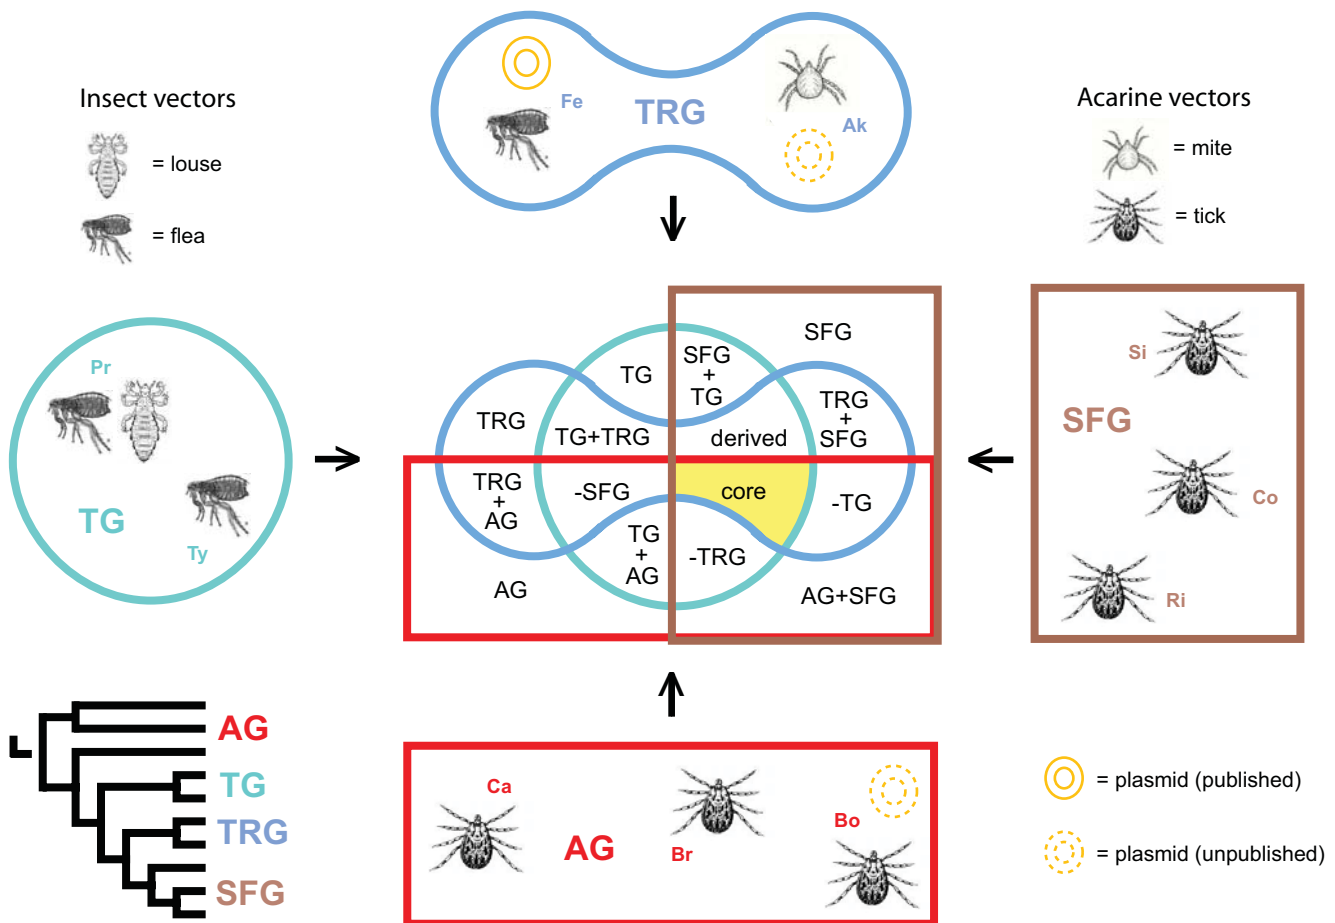 Insect vectors
= louse
= flea
Fe
TRG
Ak
Acarine vectors
= mite
= tick
Pr
TG
Ty
SFG
TG
SFG
+
TG
TRG
TG+TRG
derived
TRG
+
SFG
TRG
+
AG
-SFG
core
-TG
TG
+
AG
-TRG
AG
AG+SFG
Si
SFG
Co
Ri
AG
TG
TRG
SFG
Ca
AG
Br
Bo
= plasmid (published)
= plasmid (unpublished)